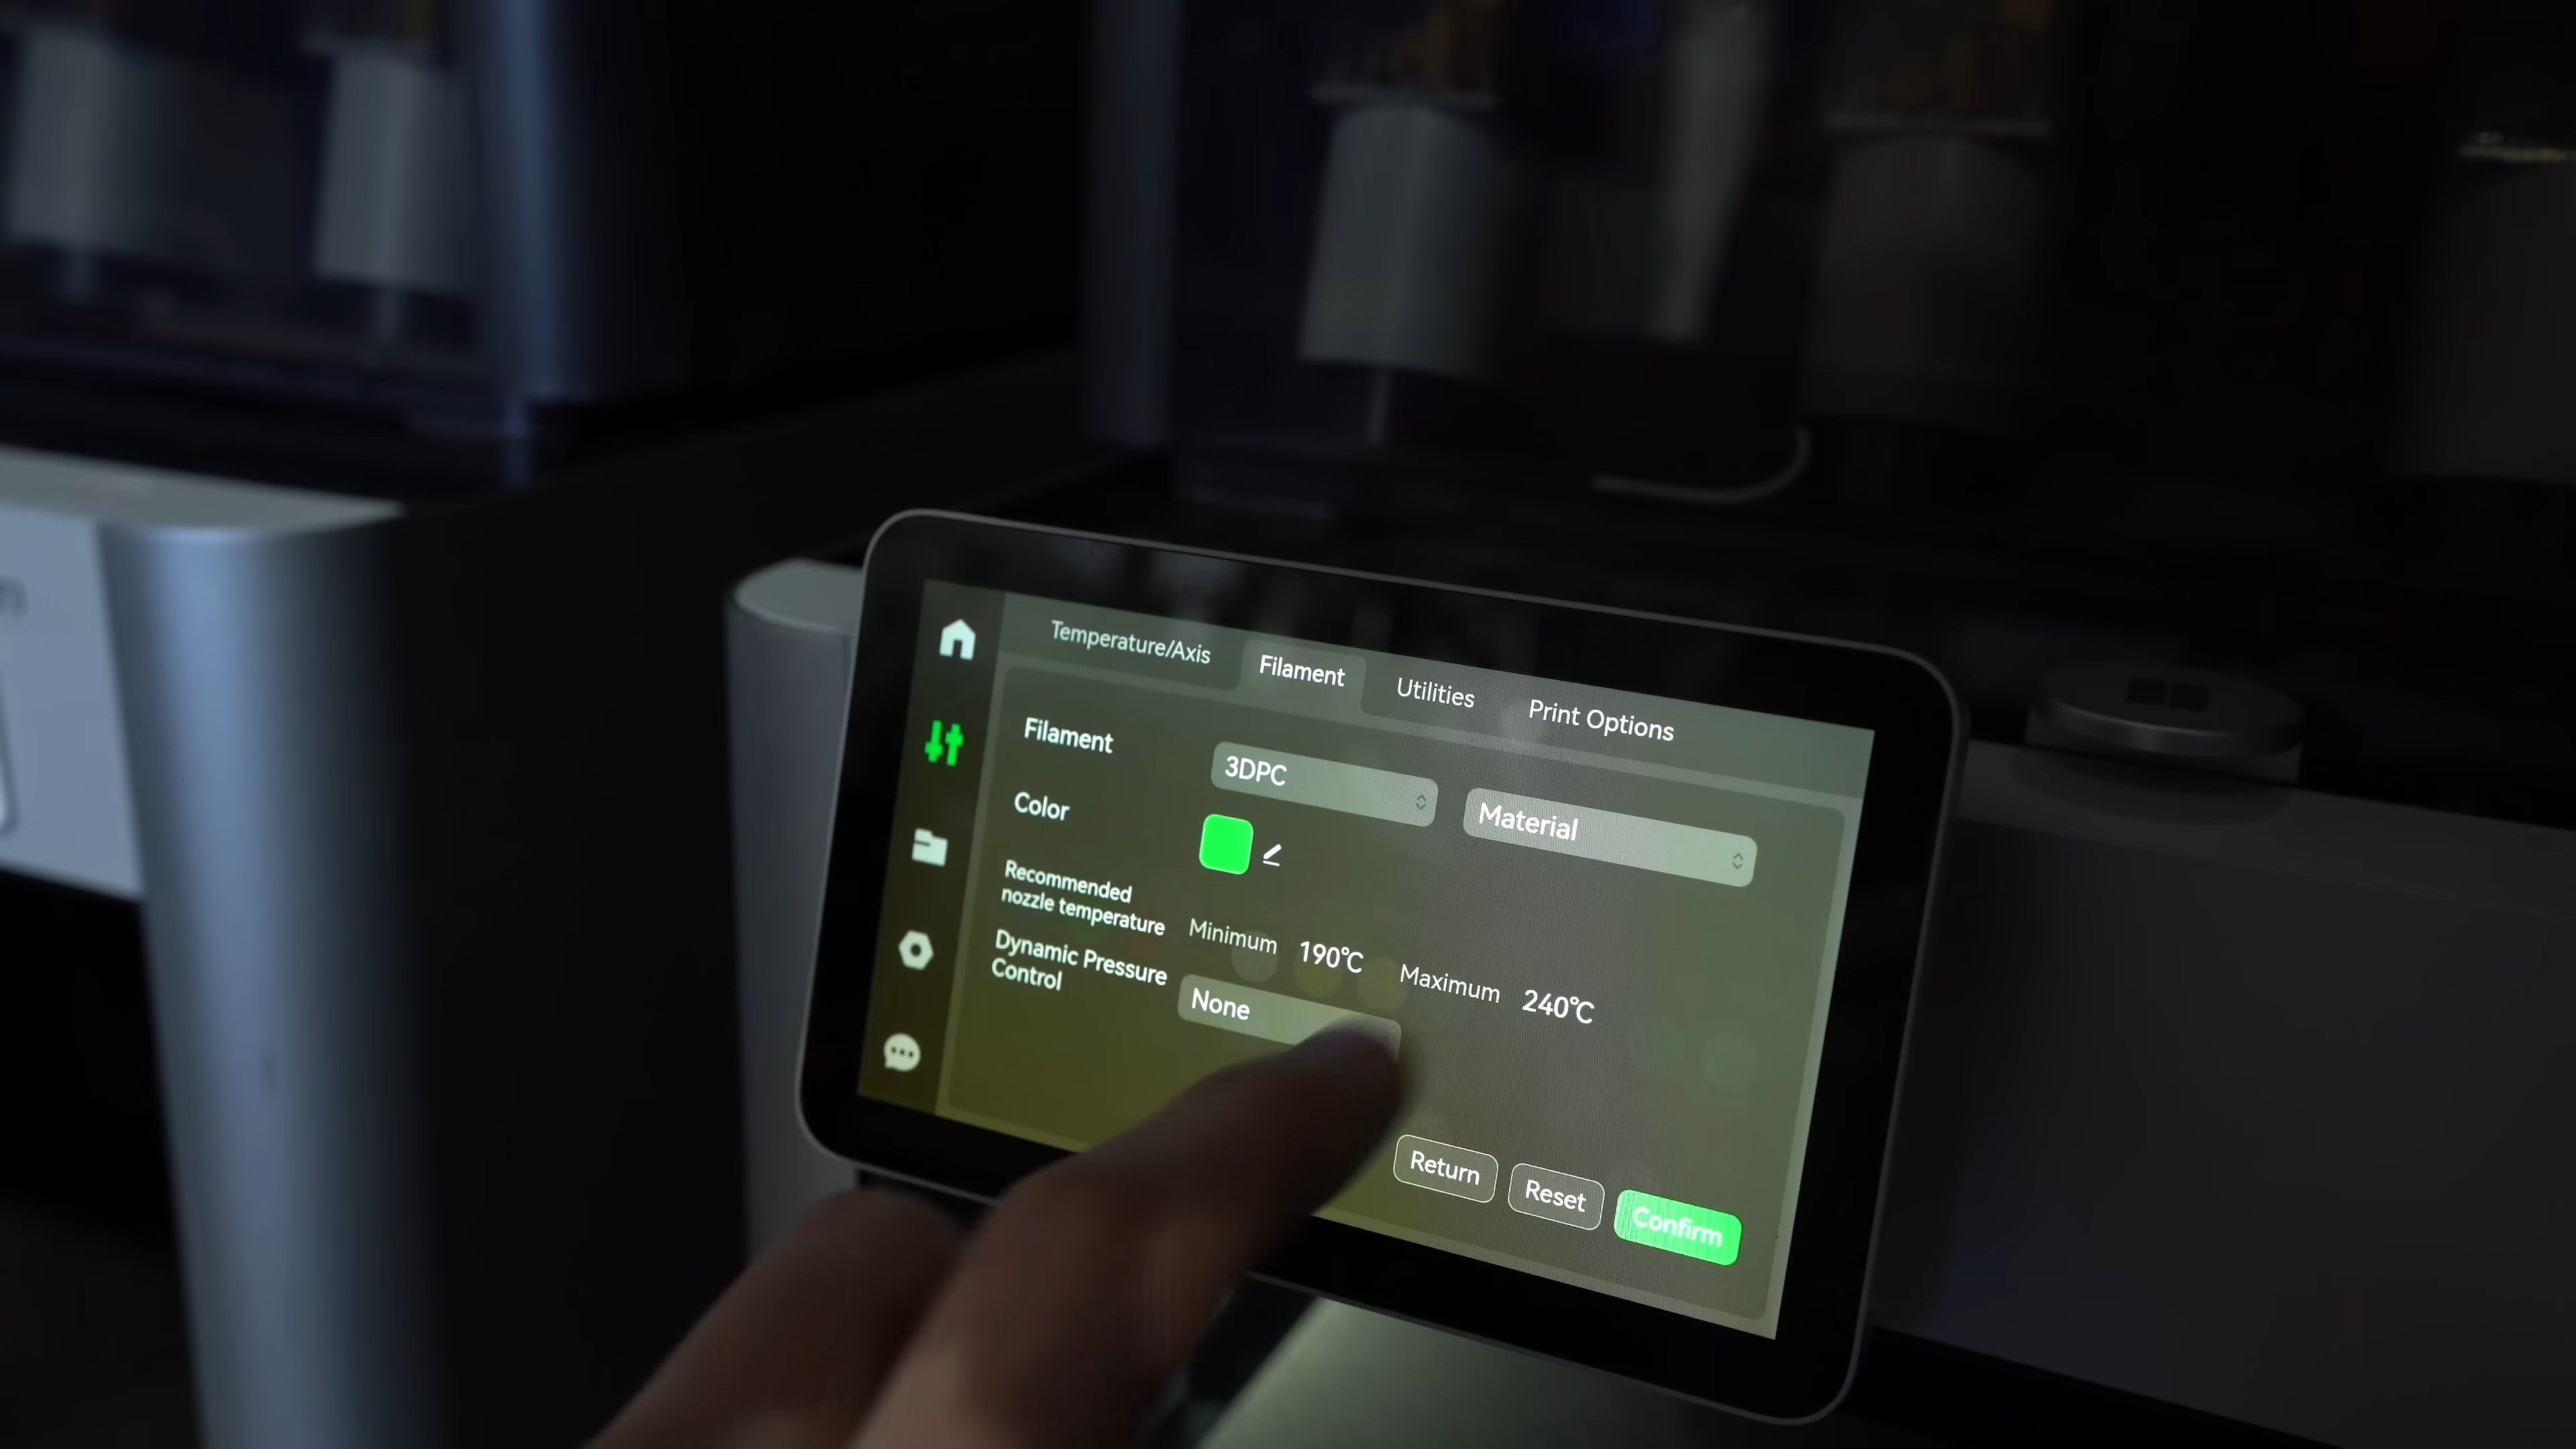 Temperature/Axis Filament Utilities Print Options
Filament 3DPC Material
Color
Recommended
nozzle temperature Minimum 190℃ Maximum 240℃
Dynamic Pressure
Control None
Return Reset Confirm